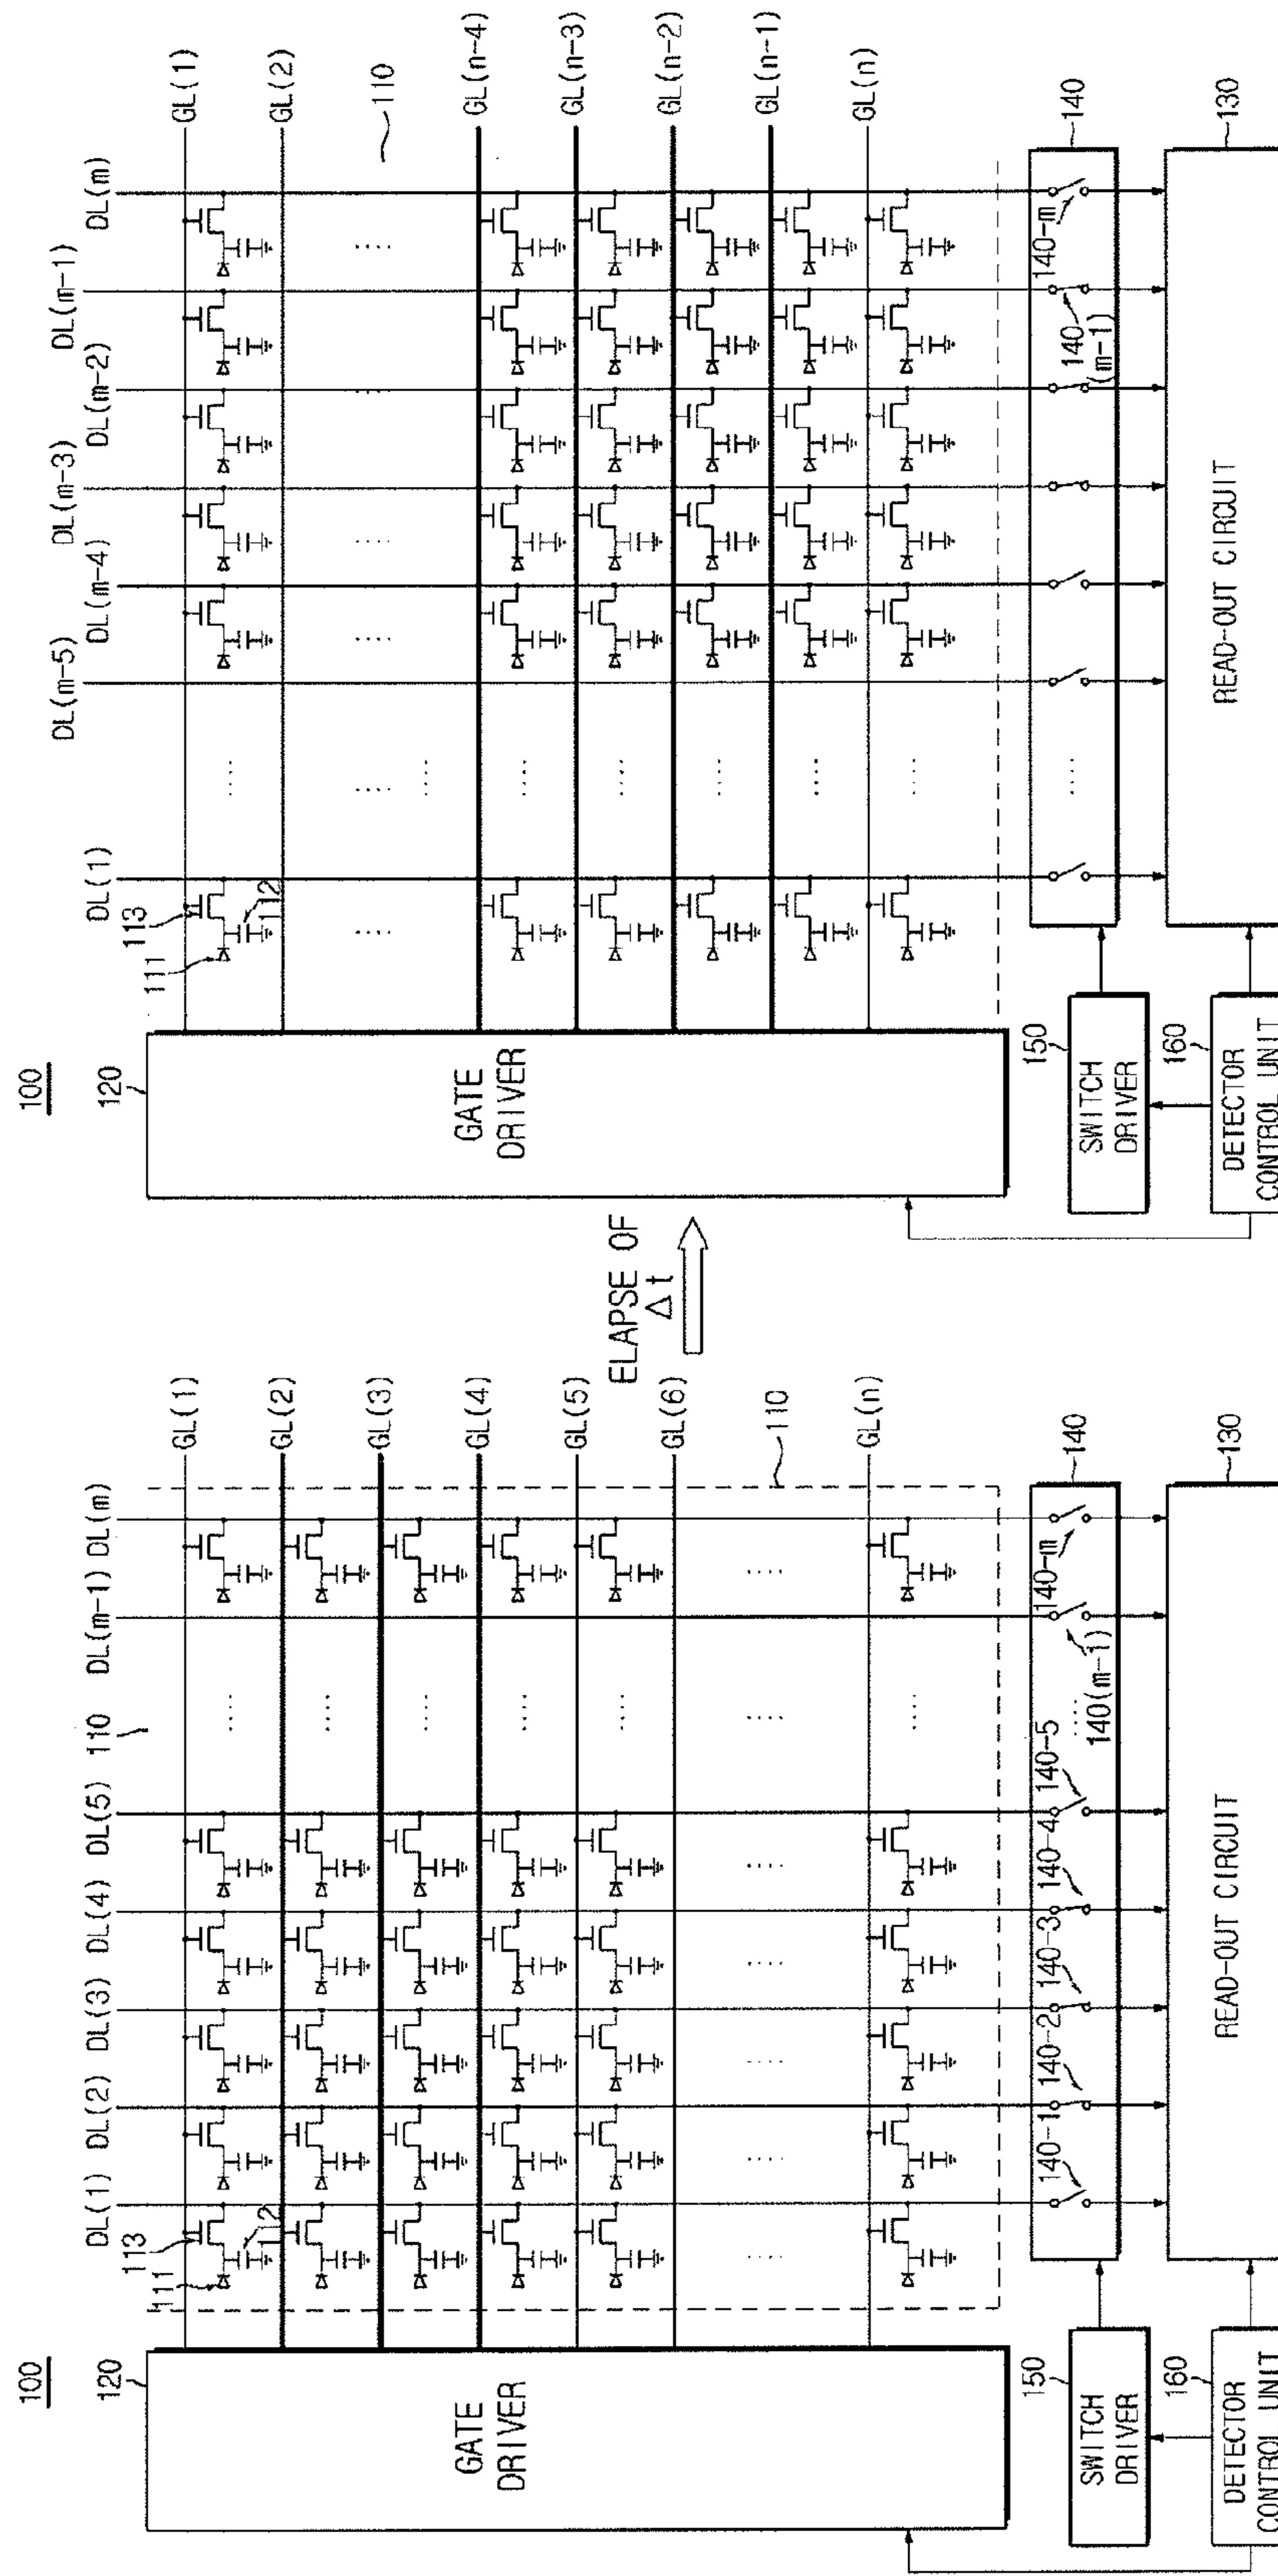 100
120
GATE
DRIVER
111
113
112
DL(1)
DL(2)
DL(3)
DL(4)
DL(5)
110
DL(m-1)
DL(m)
GL(1)
GL(2)
GL(3)
GL(4)
GL(5)
GL(6)
110
GL(n)
140-1
140-2
140-3
140-4
140-5
140(m-1)
140-m
140
150
SWITCH
DRIVER
160
DETECTOR
CONTROL UNIT
READ-OUT CIRCUIT
130
ELAPSE OF
Δt
100
120
GATE
DRIVER
111
113
112
DL(1)
DL(m-5)
DL(m-4)
DL(m-3)
DL(m-2)
DL(m-1)
DL(m)
GL(1)
GL(2)
110
GL(n-4)
GL(n-3)
GL(n-2)
GL(n-1)
GL(n)
140
(m-1)
140-m
140
150
SWITCH
DRIVER
160
DETECTOR
CONTROL UNIT
READ-OUT CIRCUIT
130